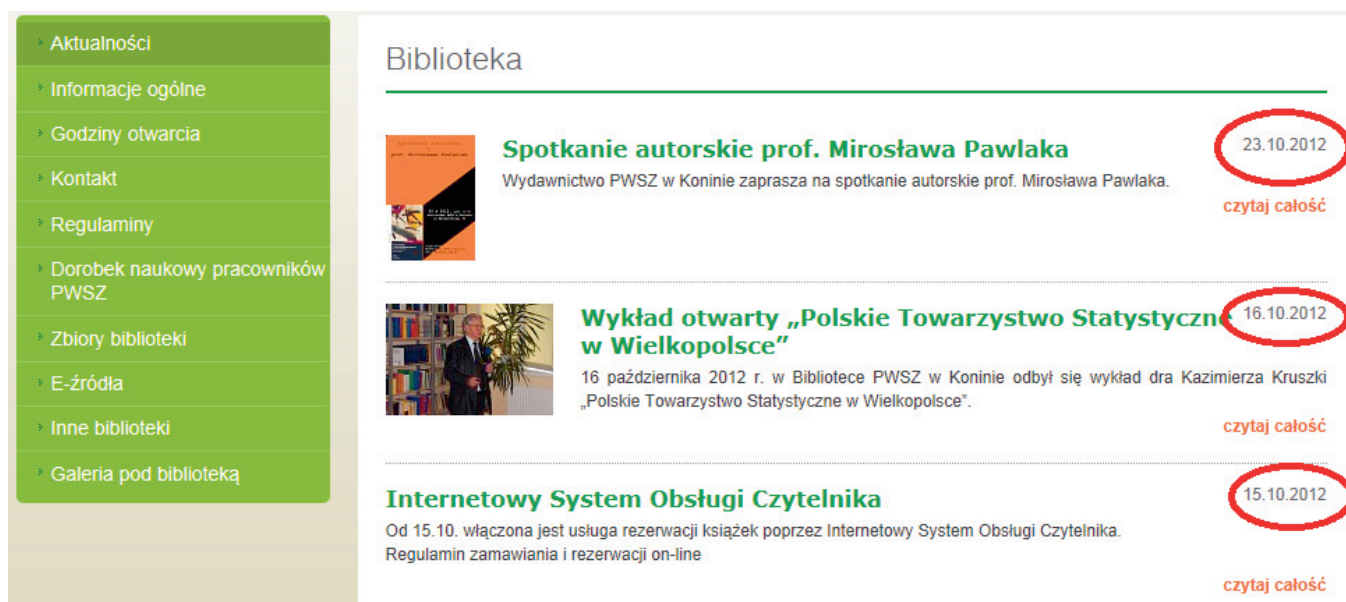 Aktualności
Informacje ogólne
Godziny otwarcia
Kontakt
Regulaminy
Dorobek naukowy pracowników
PWSZ
Zbiory biblioteki
E-źródła
Inne biblioteki
Galeria pod biblioteką
Biblioteka
Spotkanie autorskie prof. Mirosława Pawlaka
23.10.2012
Wydawnictwo PWSZ w Koninie zaprasza na spotkanie autorskie prof. Mirosława Pawlaka.
czytaj całość
Wykład otwarty „Polskie Towarzystwo Statystyczne
16.10.2012
w Wielkopolsce”
16 października 2012 r. w Bibliotece PWSZ w Koninie odbył się wykład dra Kazimierza Kruszki
„Polskie Towarzystwo Statystyczne w Wielkopolsce”.
czytaj całość
Internetowy System Obsługi Czytelnika
15.10.2012
Od 15.10. włączona jest usługa rezerwacji książek poprzez Internetowy System Obsługi Czytelnika.
Regulamin zamawiania i rezerwacji on-line
czytaj całość